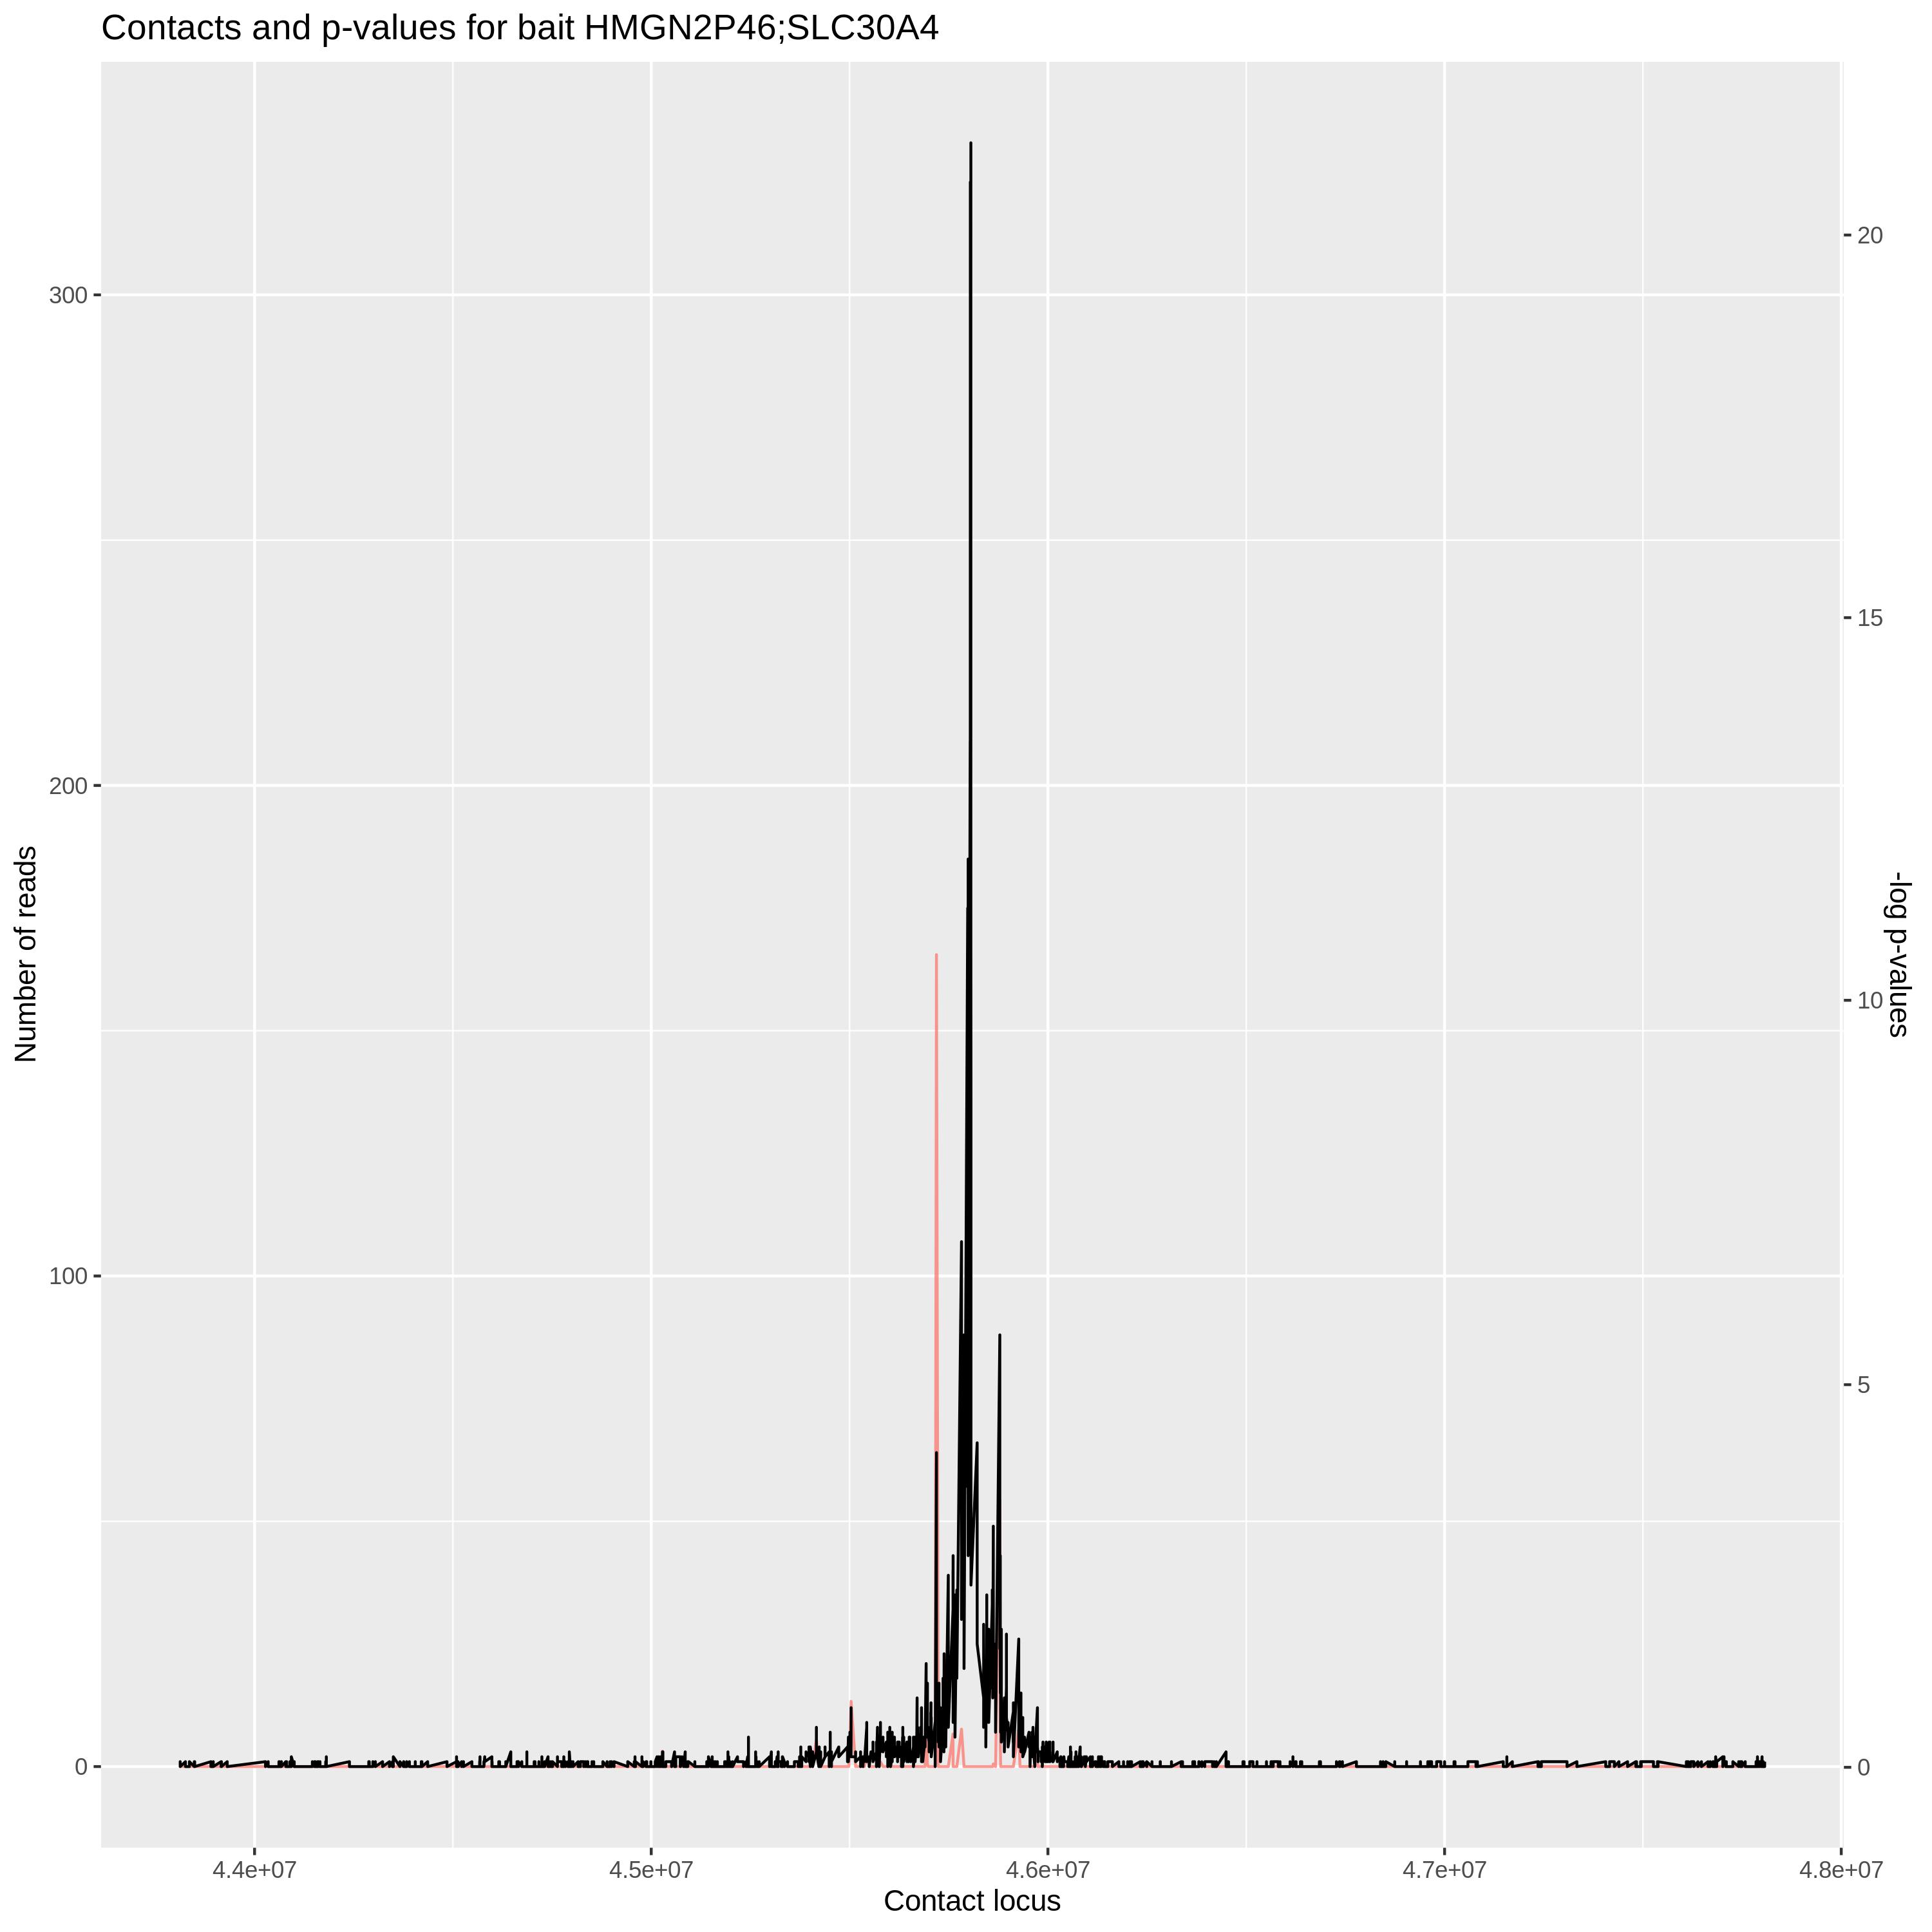 Contacts and p-values for bait HMGN2P46;SLC30A4
Number of reads
300
200
100
0
20
15
10
5
0
-log p-values
4.4e+07
4.5e+07
4.6e+07
4.7e+07
4.8e+07
Contact locus